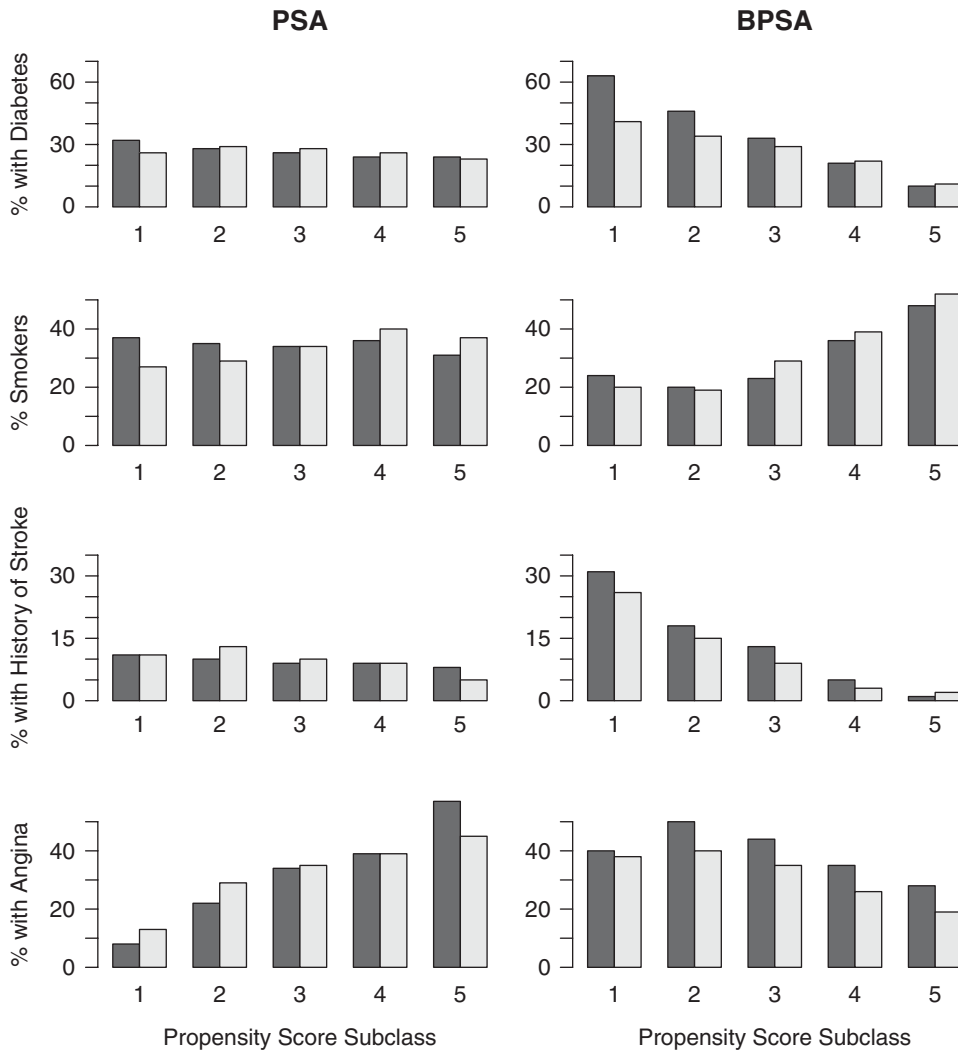 PSA
BPSA
% with Diabetes
60
30
0
1 2 3 4 5
60
30
0
1 2 3 4 5
% Smokers
40
20
0
1 2 3 4 5
40
20
0
1 2 3 4 5
% with History of Stroke
30
15
0
1 2 3 4 5
30
15
0
1 2 3 4 5
% with Angina
40
20
0
1 2 3 4 5
40
20
0
1 2 3 4 5
Propensity Score Subclass
Propensity Score Subclass